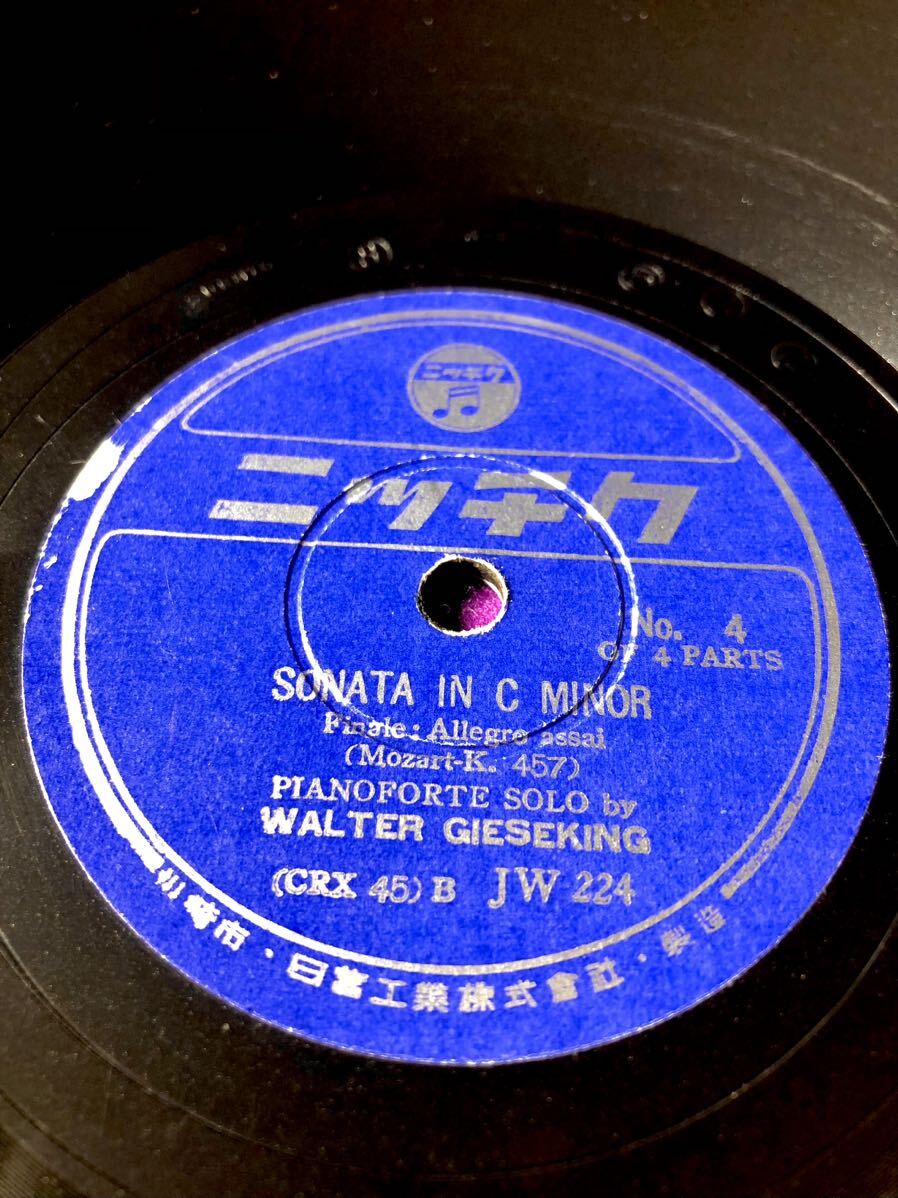 ニッチク
ニッチク
No. 4
OF 4 PARTS
SONATA IN C MINOR
Finale: Allegro assai
(Mozart-K. 457)
PIANOFORTE SOLO by
WALTER GIESEKING
(CRX 45) B JW 224
川崎市・日蓄工業株式會社・製造